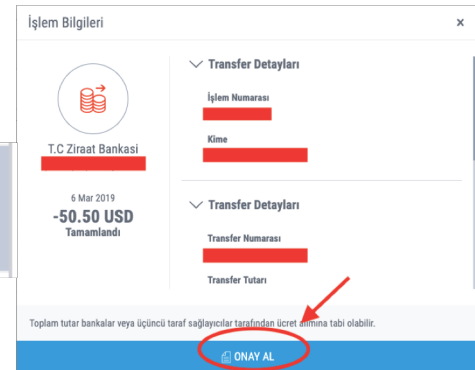 İşlem Bilgileri
×
Transfer Detayları
İşlem Numarası
Kime
T.C Ziraat Bankasi
6 Mar 2019
-50.50 USD
Tamamlandı
Transfer Detayları
Transfer Numarası
Transfer Tutarı
Toplam tutar bankalar veya üçüncü taraf sağlayıcılar tarafından ücret alımına tabi olabilir.
ONAY AL